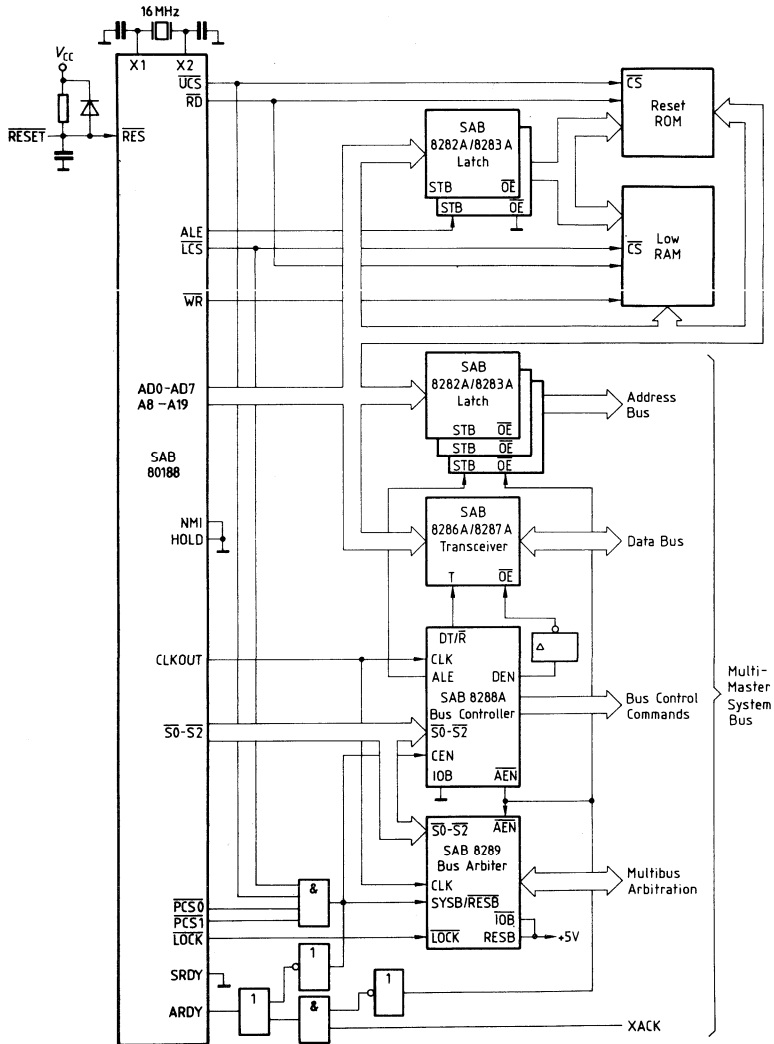 16 MHz
V_CC
X1 X2
RESET
RES
UCS
RD
CS
Reset
ROM
SAB
8282A/8283A
Latch
STB OE
STB OE
ALE
LCS
Low
RAM
CS
WR
SAB
8282A/8283A
Latch
STB OE
STB OE
STB OE
Address
Bus
AD0-AD7
A8-A19
SAB
80188
SAB
8286A/8287A
Transceiver
T OE
Data Bus
NMI
HOLD
DT/R
Δ
CLKOUT
CLK
ALE DEN
SAB 8288A
Bus Controller
S0-S2
CEN
IOB AEN
Bus Control
Commands
Multi-
Master
System
Bus
S0-S2
S0-S2 AEN
SAB 8289
Bus Arbiter
CLK
SYSB/RESB
IOB
LOCK RESB
+5V
Multibus
Arbitration
&
PCS0
PCS1
LOCK
SRDY
ARDY
1
1
&
1
XACK